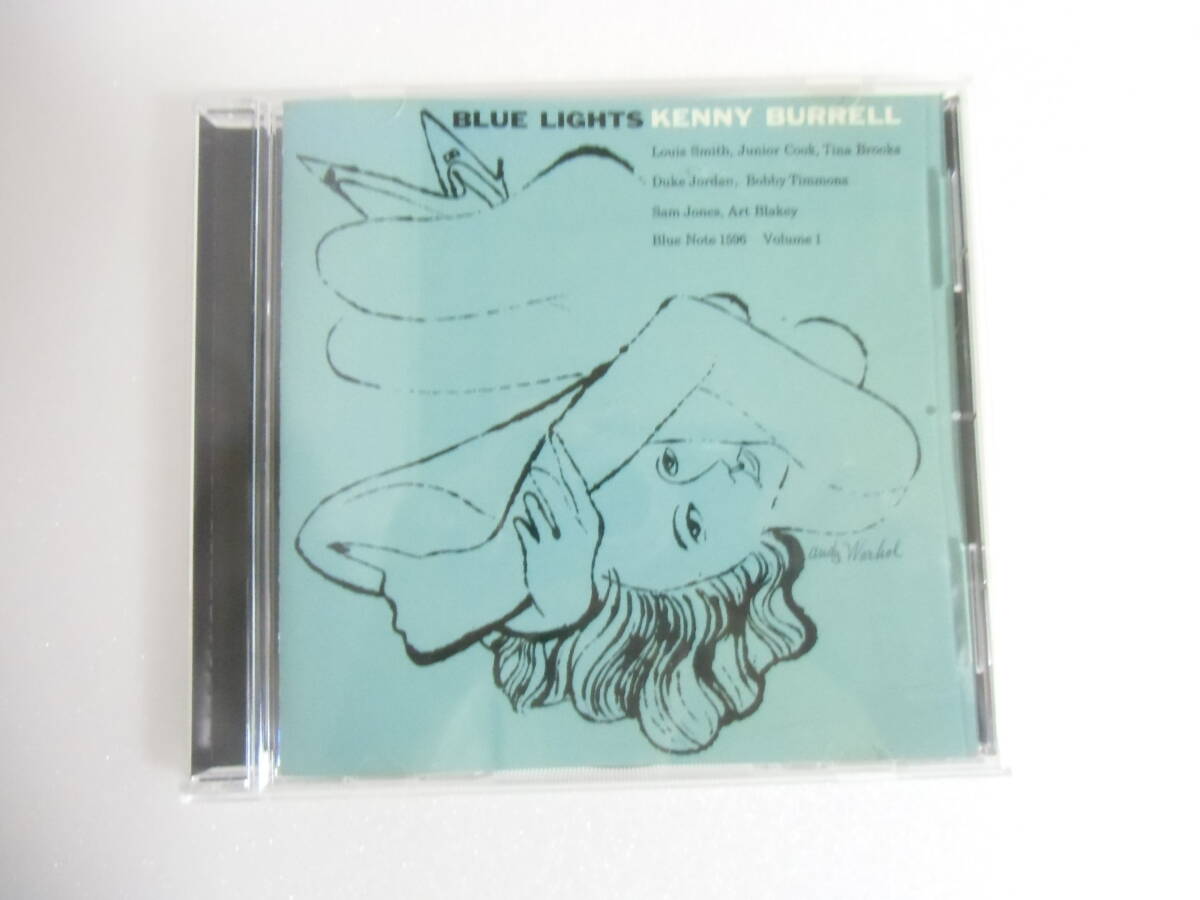 BLUE LIGHTS KENNY BURRELL
Louis Smith, Junior Cook, Tina Brooks
Duke Jordan, Bobby Timmons
Sam Jones, Art Blakey
Blue Note 1596 Volume 1
andy Warhol